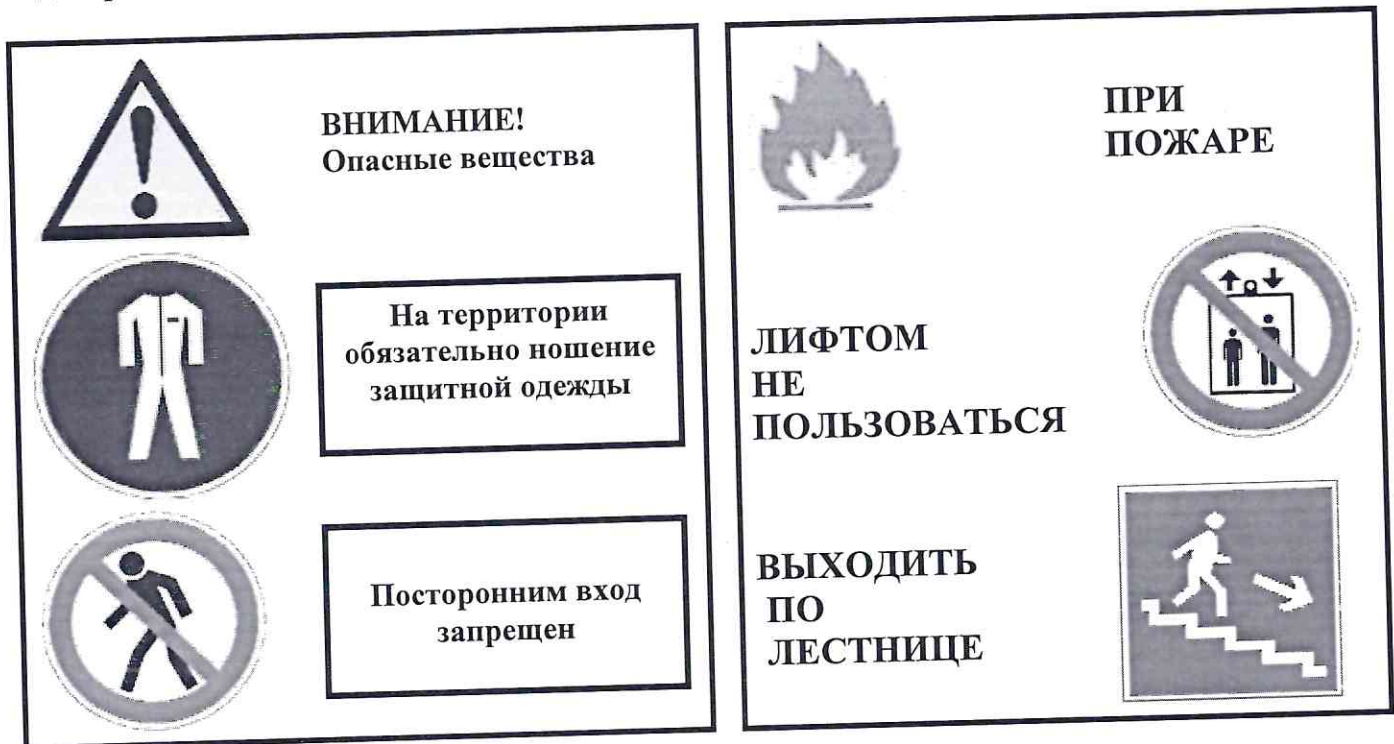 ВНИМАНИЕ!
Опасные вещества
На территории
обязательно ношение
защитной одежды
Посторонним вход
запрещен
ПРИ
ПОЖАРЕ
ЛИФТОМ
НЕ
ПОЛЬЗОВАТЬСЯ
ВЫХОДИТЬ
ПО
ЛЕСТНИЦЕ